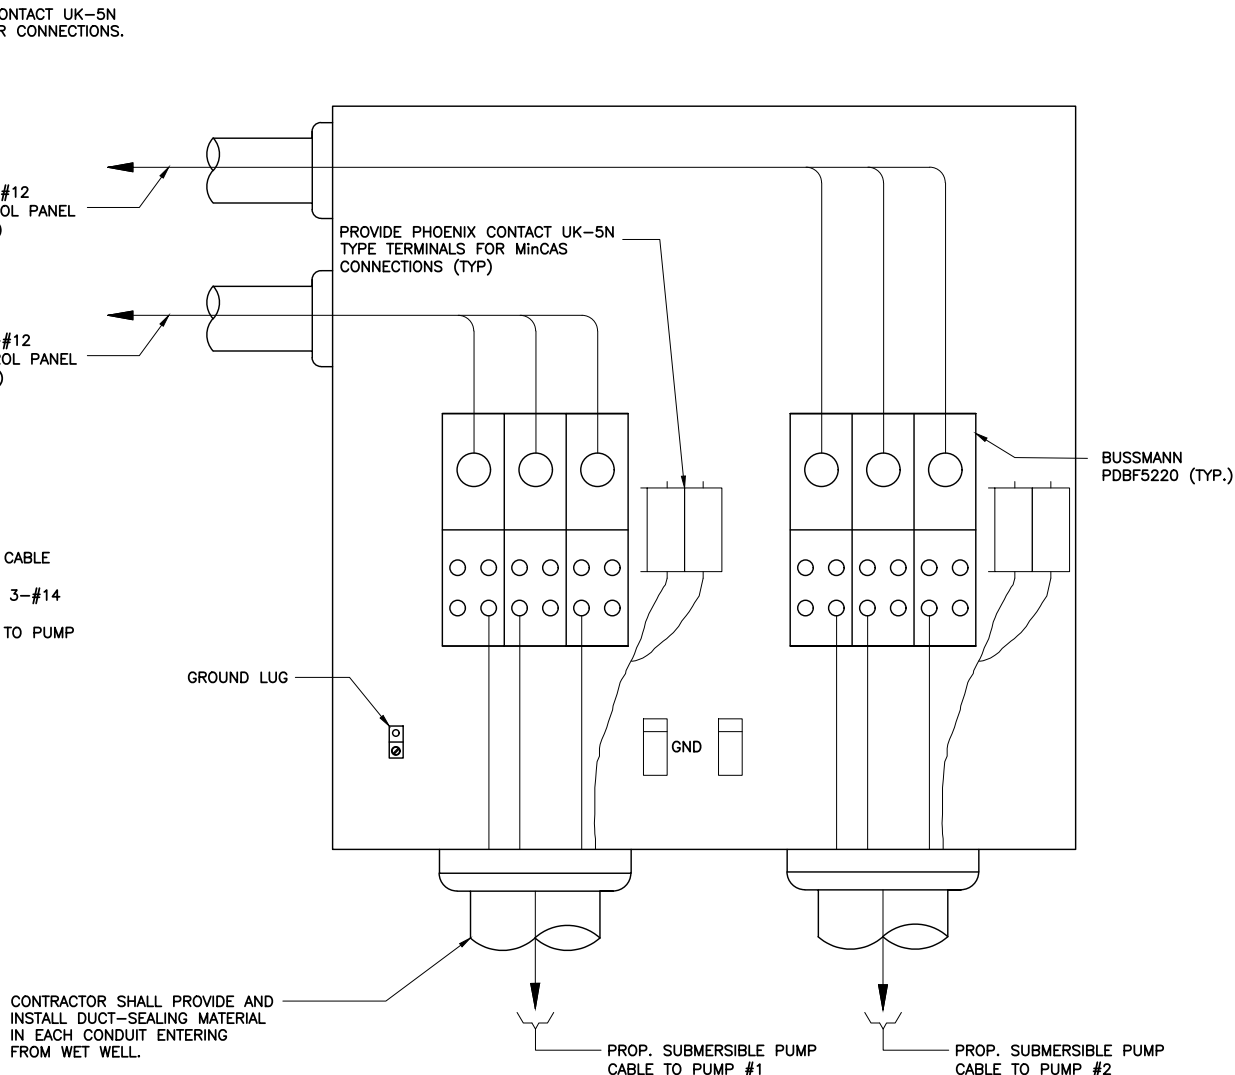 CONTACT UK-5N
CONNECTIONS.
#12
PANEL
PROVIDE PHOENIX CONTACT UK-5N
TYPE TERMINALS FOR MinCAS
CONNECTIONS (TYP)
#12
PANEL
BUSSMANN
PDBF5220 (TYP.)
CABLE
3-#14
TO PUMP
GROUND LUG
GND
CONTRACTOR SHALL PROVIDE AND
INSTALL DUCT-SEALING MATERIAL
IN EACH CONDUIT ENTERING
FROM WET WELL.
PROP. SUBMERSIBLE PUMP
CABLE TO PUMP #1
PROP. SUBMERSIBLE PUMP
CABLE TO PUMP #2